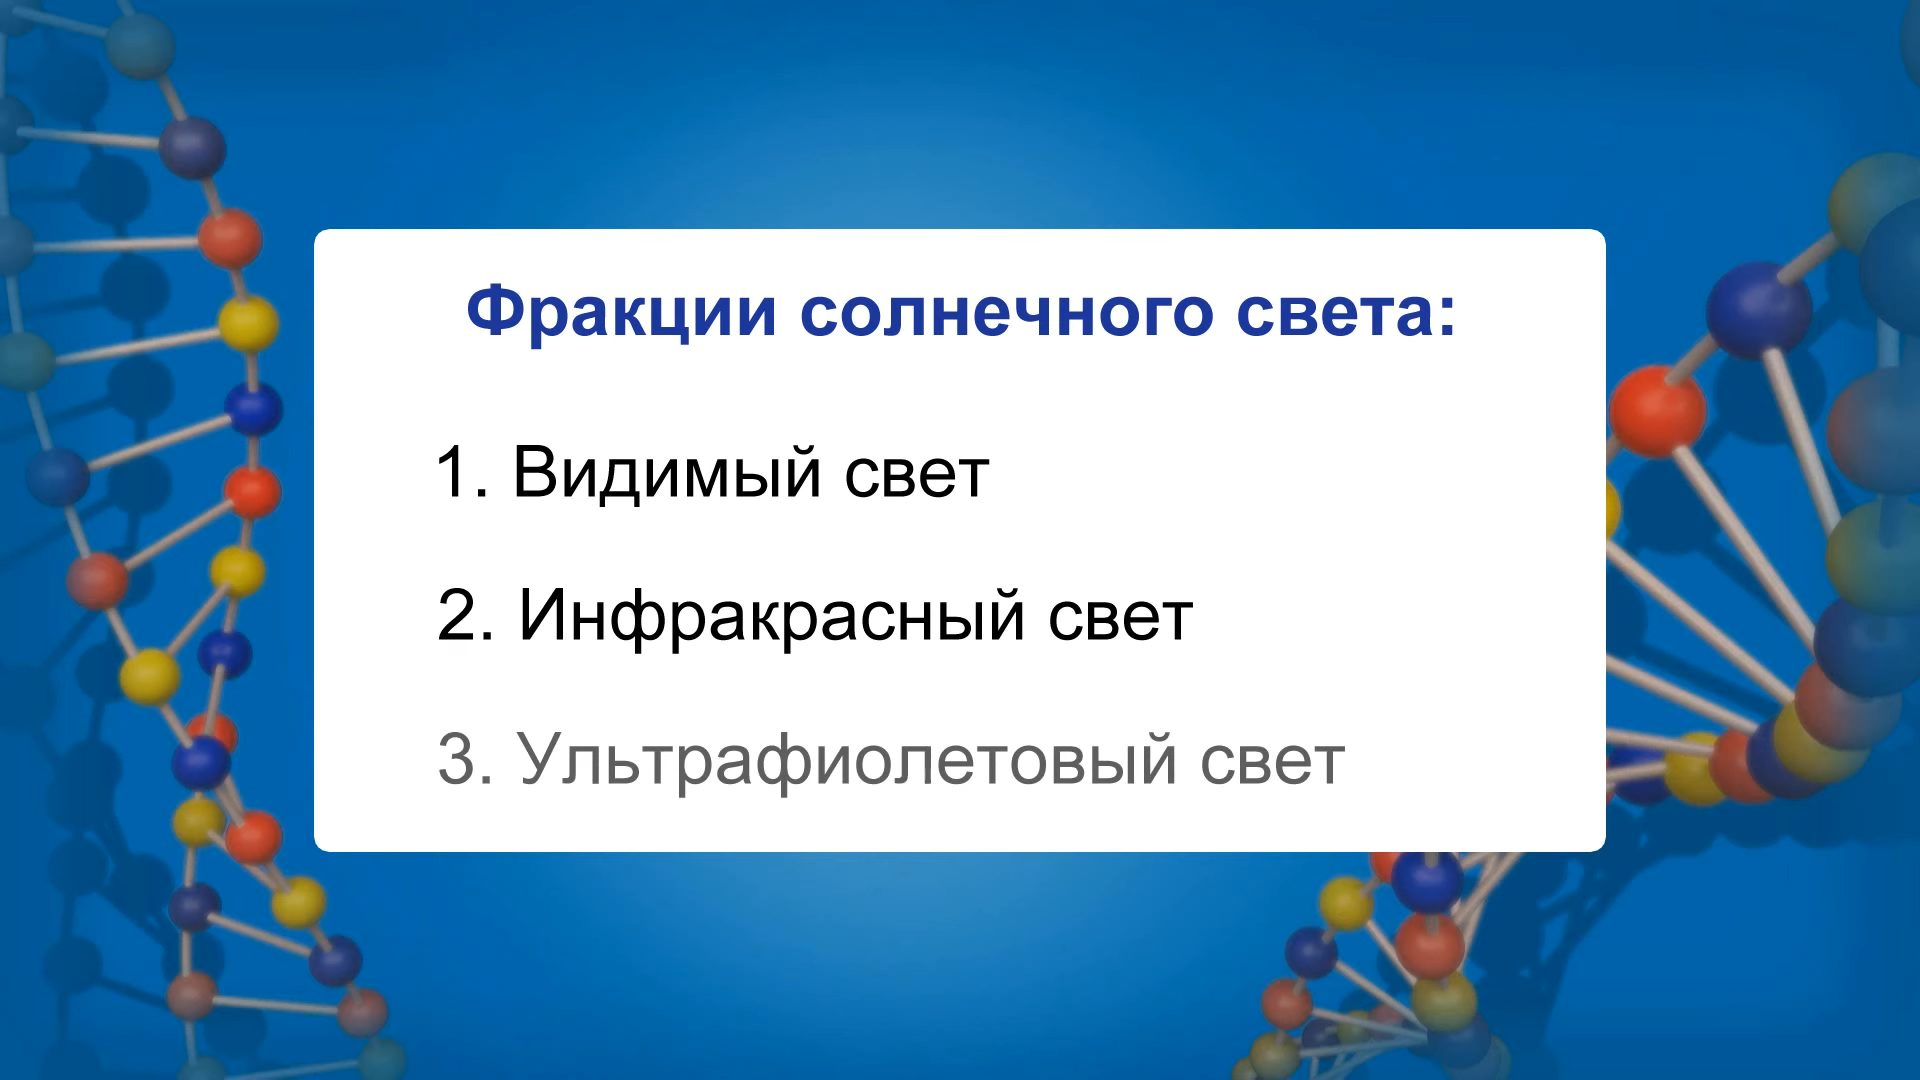 Фракции солнечного света:
1. Видимый свет
2. Инфракрасный свет
3. Ультрафиолетовый свет